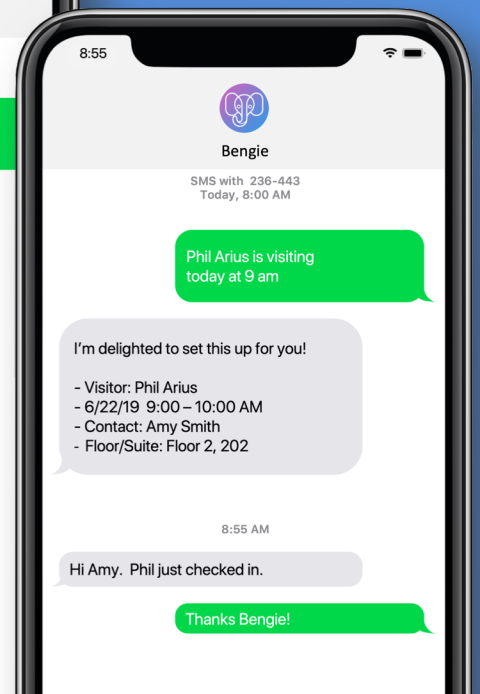 8:55
Bengie
SMS with 236-443
Today, 8:00 AM
Phil Arius is visiting
today at 9 am
I'm delighted to set this up for you!
- Visitor: Phil Arius
- 6/22/19 9:00 – 10:00 AM
- Contact: Amy Smith
- Floor/Suite: Floor 2, 202
8:55 AM
Hi Amy. Phil just checked in.
Thanks Bengie!